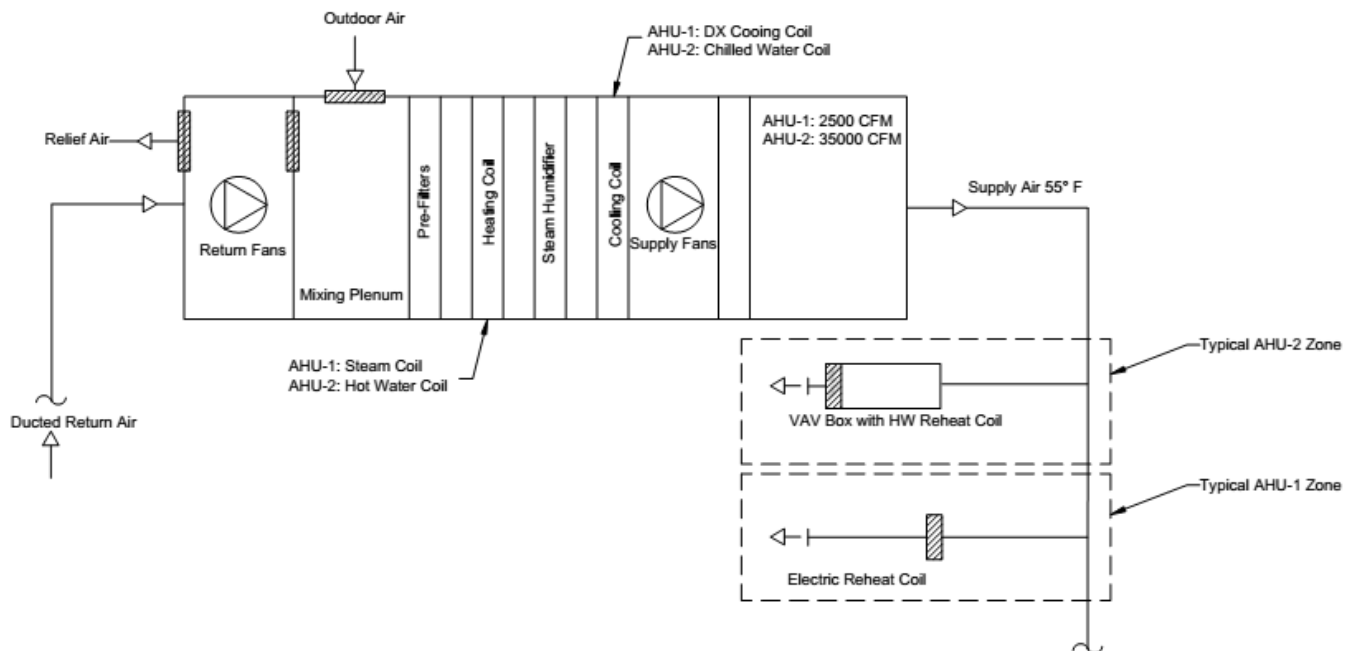 Outdoor Air
AHU-1: DX Cooing Coil
AHU-2: Chilled Water Coil
Relief Air
AHU-1: 2500 CFM
AHU-2: 35000 CFM
Pre-Filters
Heating Coil
Steam Humidifier
Cooling Coil
Supply Air 55° F
Return Fans
Supply Fans
Mixing Plenum
Typical AHU-2 Zone
AHU-1: Steam Coil
AHU-2: Hot Water Coil
Ducted Return Air
VAV Box with HW Reheat Coil
Typical AHU-1 Zone
Electric Reheat Coil